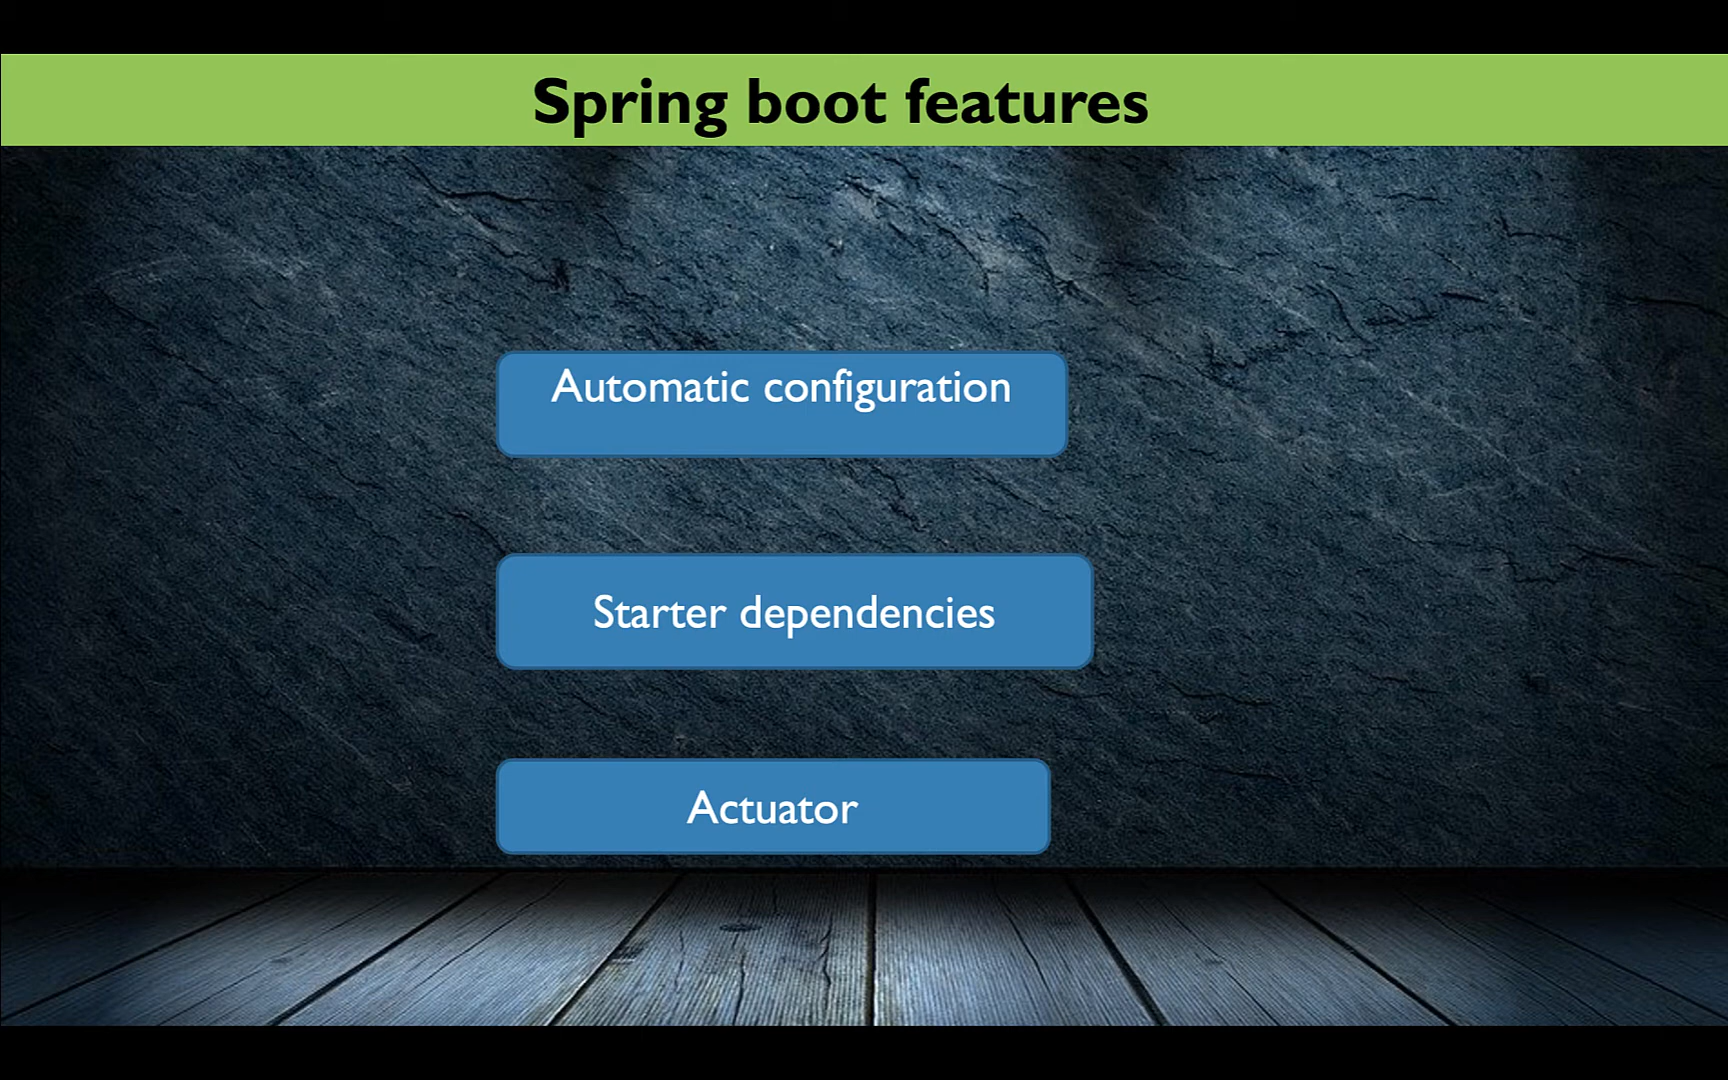 Spring boot features
Automatic configuration
Starter dependencies
Actuator